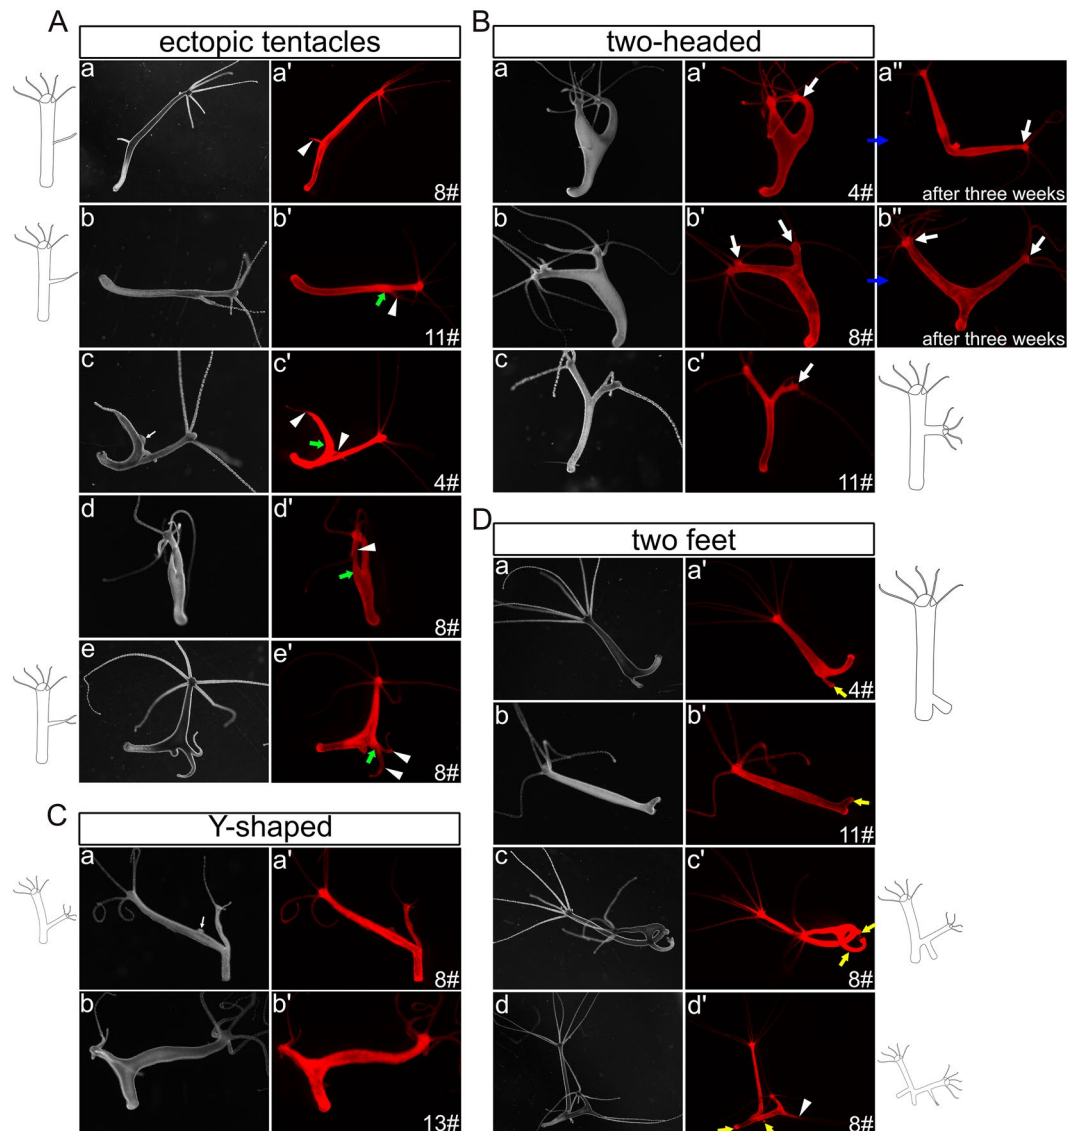 A
ectopic tentacles
a
a'
8#
b
b'
11#
c
c'
4#
d
d'
8#
e
e'
8#
B
two-headed
a
a'
4#
a''
after three weeks
b
b'
8#
b''
after three weeks
c
c'
11#
C
Y-shaped
a
a'
8#
b
b'
13#
D
two feet
a
a'
4#
b
b'
11#
c
c'
8#
d
d'
8#